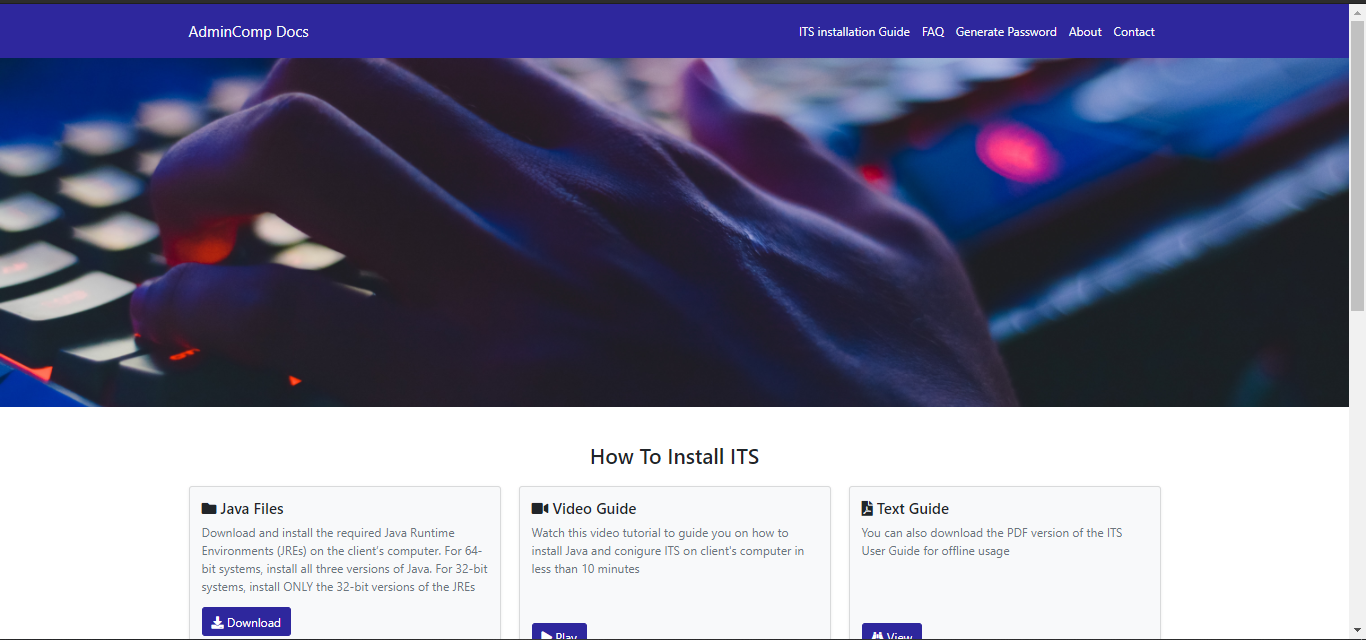 AdminComp Docs
ITS installation Guide FAQ Generate Password About Contact
How To Install ITS
Java Files
Download and install the required Java Runtime
Environments (JREs) on the client's computer. For 64-
bit systems, install all three versions of Java. For 32-bit
systems, install ONLY the 32-bit versions of the JREs
Download
Video Guide
Watch this video tutorial to guide you on how to
install Java and conigure ITS on client's computer in
less than 10 minutes
Play
Text Guide
You can also download the PDF version of the ITS
User Guide for offline usage
View